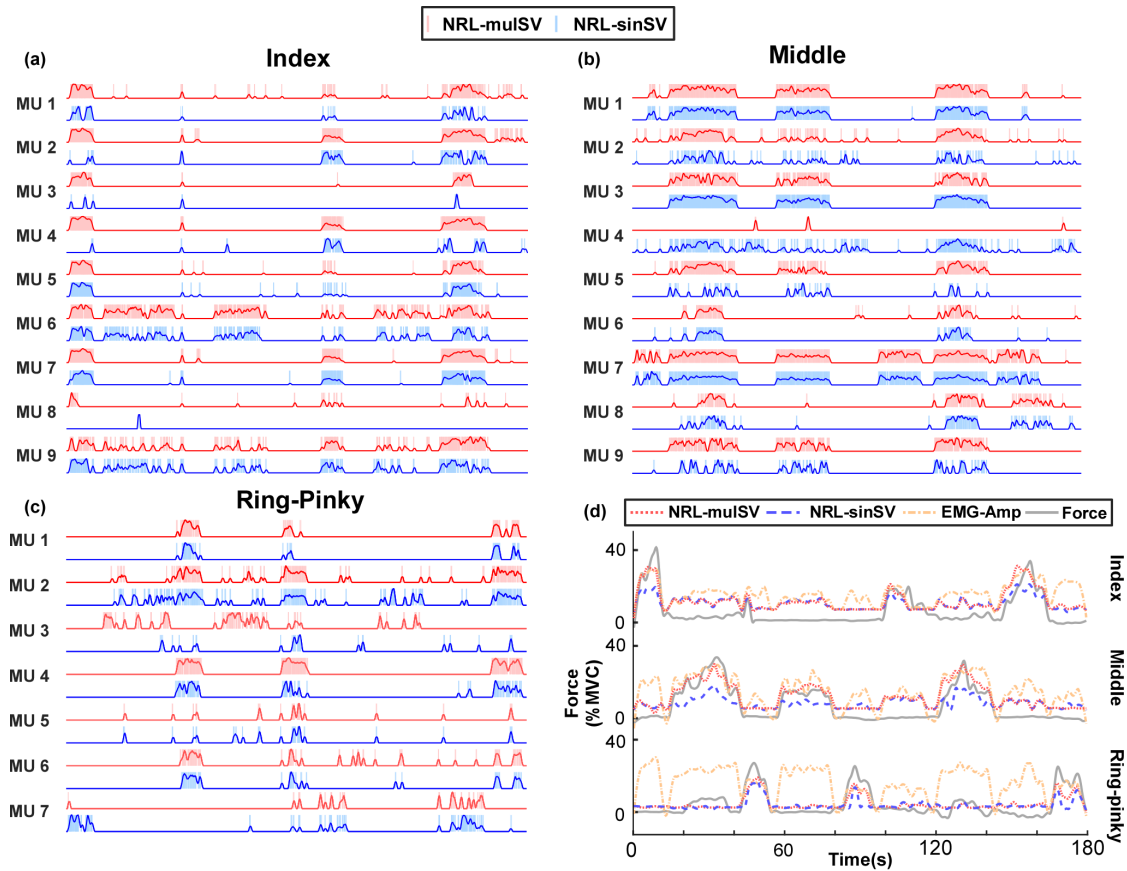 NRL-mulSV NRL-sinSV
(a) Index
MU 1
MU 2
MU 3
MU 4
MU 5
MU 6
MU 7
MU 8
MU 9
(b) Middle
MU 1
MU 2
MU 3
MU 4
MU 5
MU 6
MU 7
MU 8
MU 9
(c) Ring-Pinky
MU 1
MU 2
MU 3
MU 4
MU 5
MU 6
MU 7
(d)
NRL-mulSV NRL-sinSV EMG-Amp Force
40
0
Index
40
0
Middle
40
0
Ring-pinky
Force
(%MVC)
0 60 120 180
Time(s)